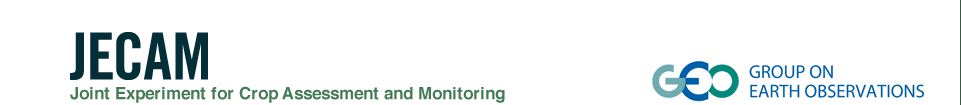 JECAM
Joint Experiment for Crop Assessment and Monitoring
GEO
GROUP ON
EARTH OBSERVATIONS